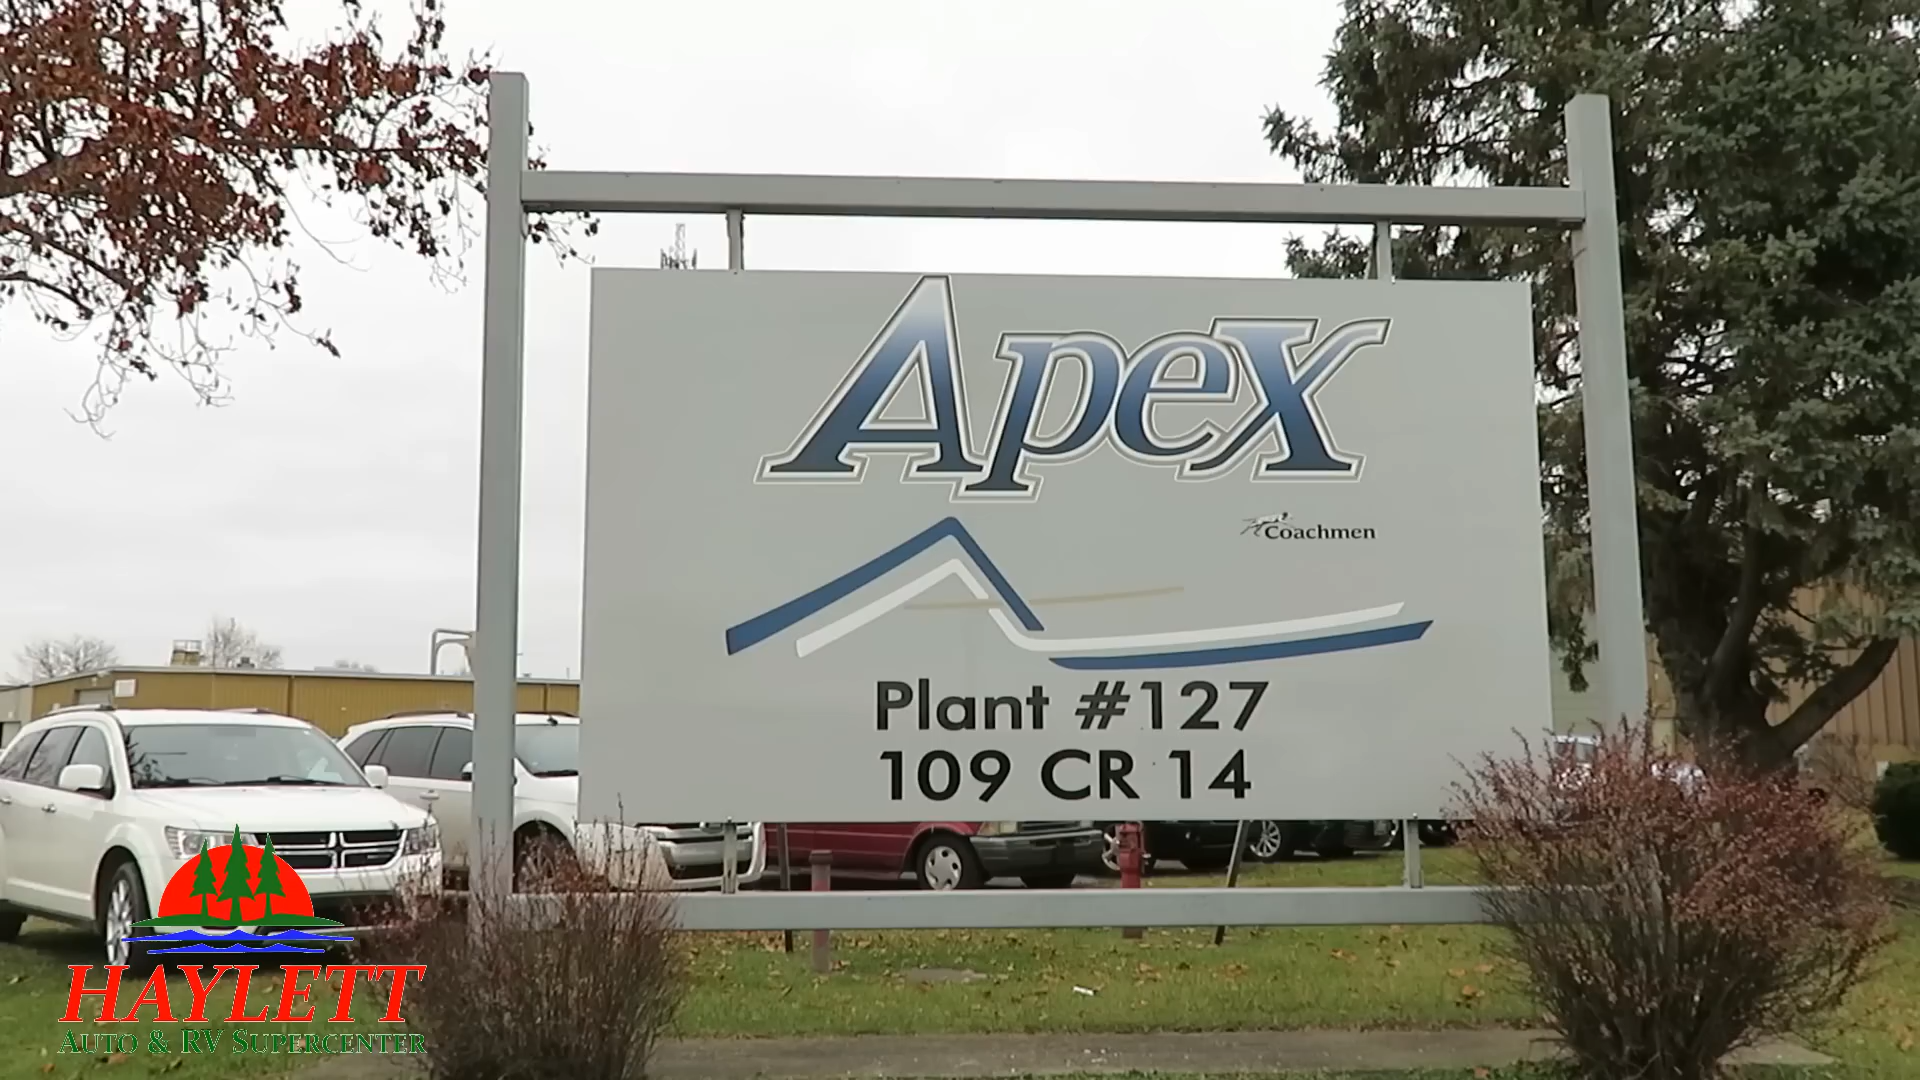 Apex
Coachmen
Plant #127
109 CR 14
HAYLETT
AUTO & RV SUPERCENTER